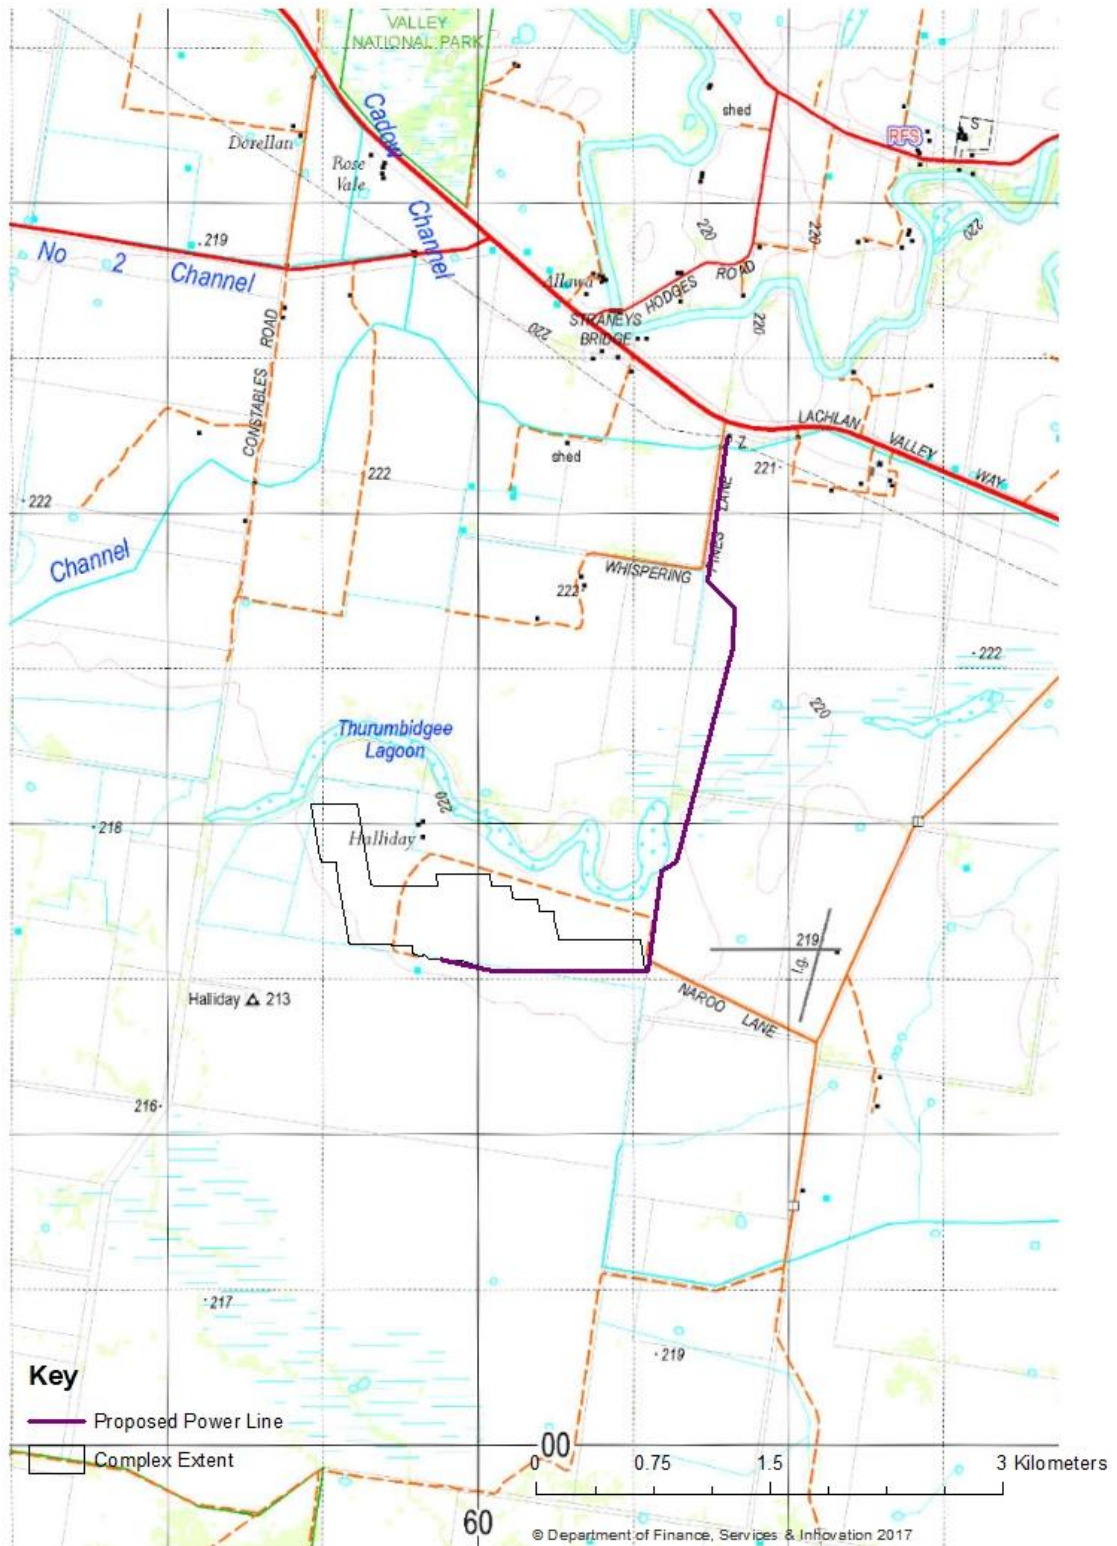 VALLEY
NATIONAL PARK
Cadow
Channel
shed
RFS
S
Dorellan
Rose
Vale
219
No 2 Channel
220
220
220
HODGES ROAD
Allawa
STRANEYS
BRIDGE
220
220
CONSTABLES ROAD
LACHLAN
VALLEY
WAY
shed
221
222
222
PINES LANE
Channel
WHISPERING
222
222
220
Thurumbidgee
Lagoon
220
218
Halliday
219
l.g.
NAROO LANE
Halliday 213
216
217
219
Key
Proposed Power Line
Complex Extent
00
0 0.75 1.5 3 Kilometers
60
© Department of Finance, Services & Innovation 2017